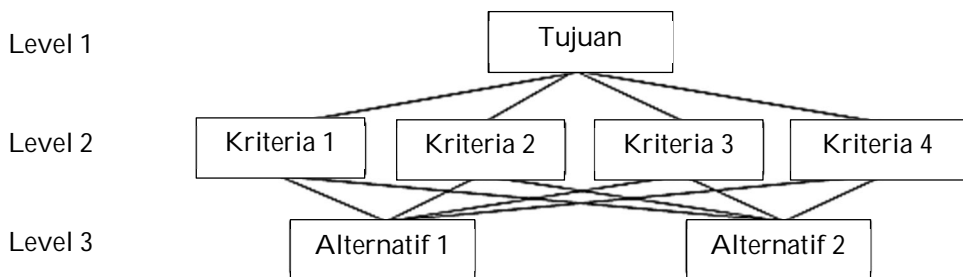 Level 1
Tujuan
Level 2
Kriteria 1
Kriteria 2
Kriteria 3
Kriteria 4
Level 3
Alternatif 1
Alternatif 2